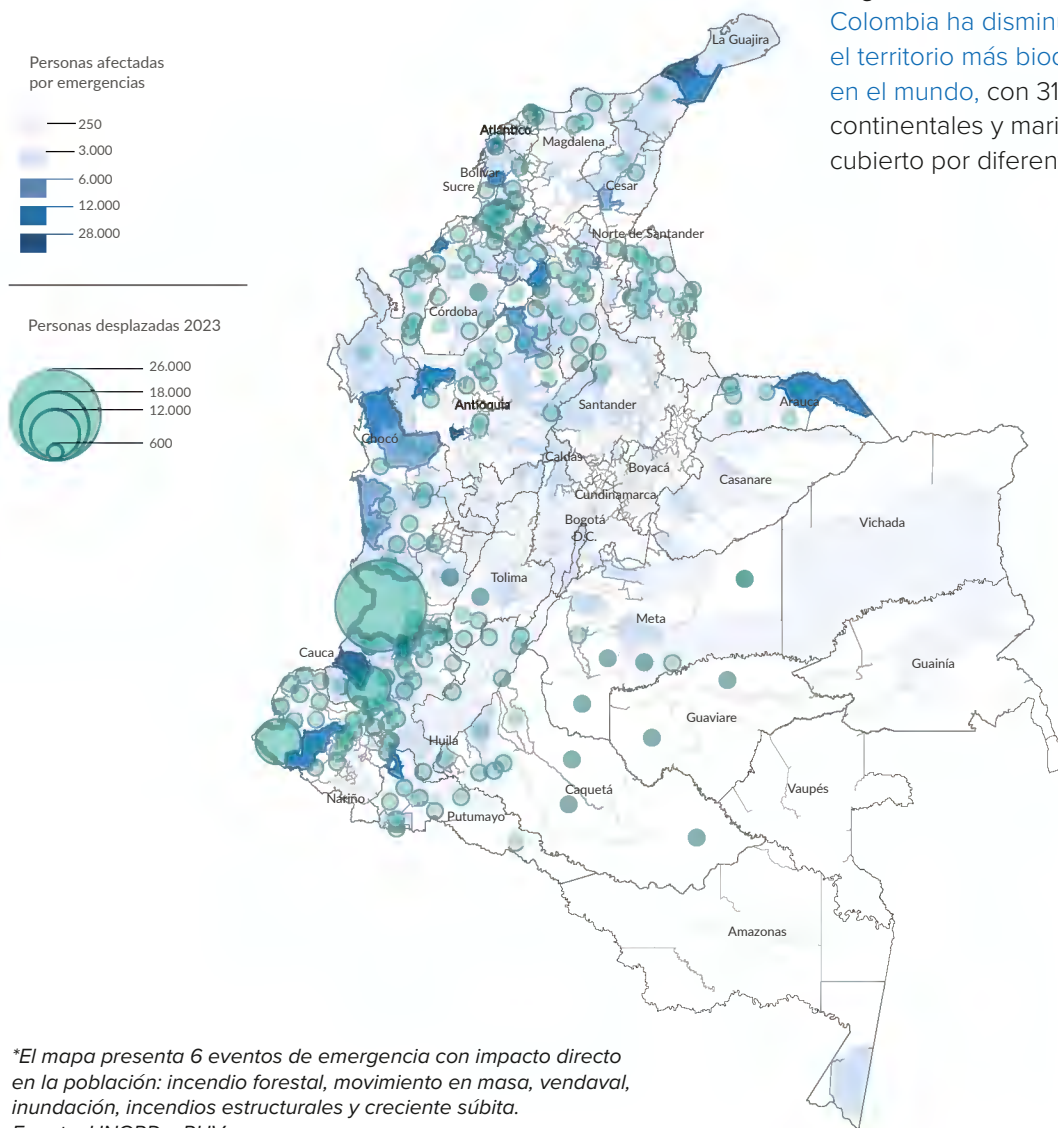 Colombia ha disminu
el territorio más biod
en el mundo, con 31
continentales y mari
cubierto por diferen
Personas afectadas
por emergencias
250
3.000
6.000
12.000
28.000
Personas desplazadas 2023
26.000
18.000
12.000
600
La Guajira
Atlántico
Magdalena
Bolívar
Sucre
Cesar
Norte de Santander
Córdoba
Antioquia
Santander
Arauca
Chocó
Caldas
Boyacá
Casanare
Cundinamarca
Bogotá
D.C.
Vichada
Tolima
Meta
Cauca
Guainía
Guaviare
Huila
Vaupés
Caquetá
Nariño
Putumayo
Amazonas
*El mapa presenta 6 eventos de emergencia con impacto directo
en la población: incendio forestal, movimiento en masa, vendaval,
inundación, incendios estructurales y creciente súbita.